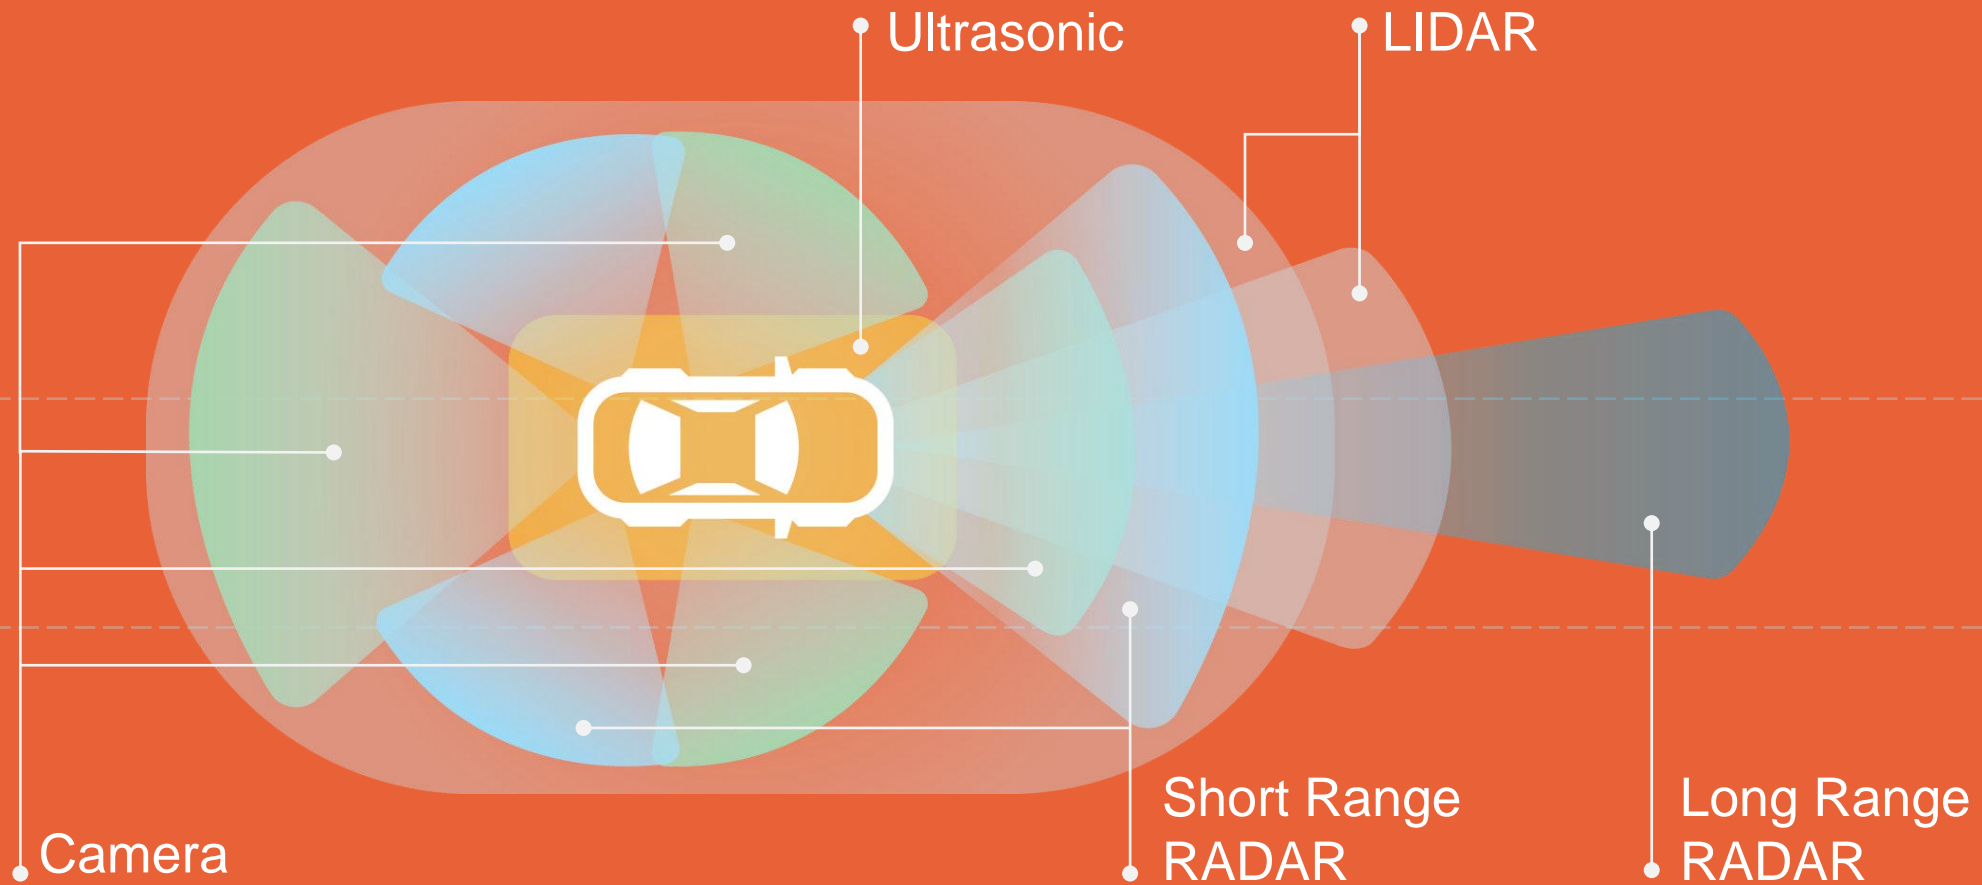 Ultrasonic
LIDAR
Camera
Short Range
RADAR
Long Range
RADAR